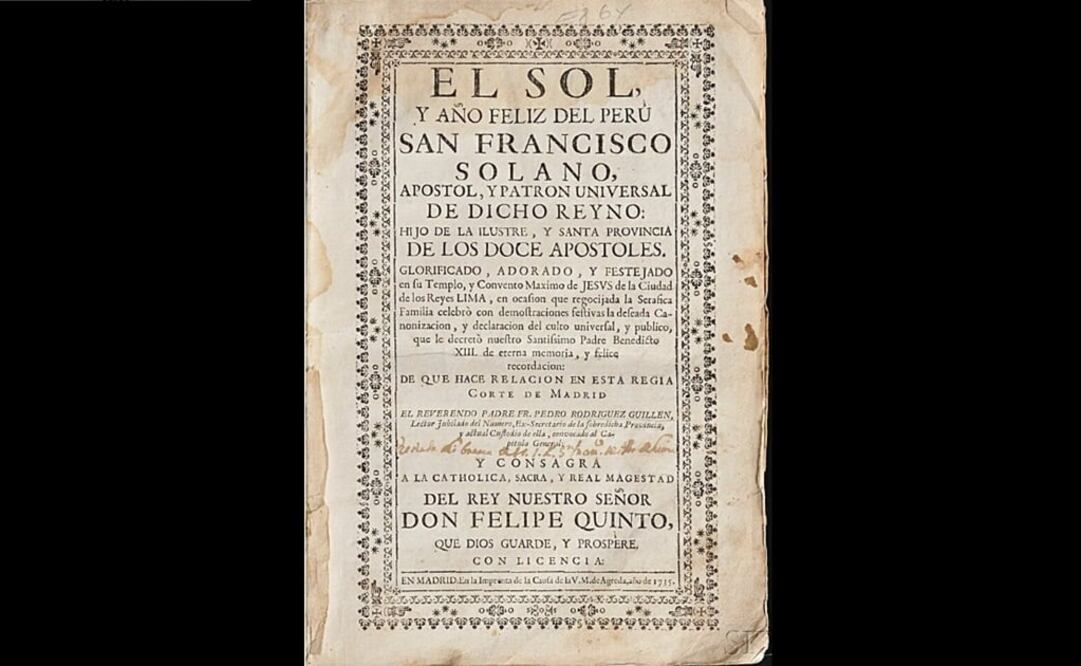 EL SOL,
Y AÑO FELIZ DEL PERÚ
SAN FRANCISCO
SOLANO,
APOSTOL, Y PATRON UNIVERSAL
DE DICHO REYNO:
HIJO DE LA ILUSTRE, Y SANTA PROVINCIA
DE LOS DOCE APOSTOLES.
GLORIFICADO, ADORADO, Y FESTEJADO
en ſu Templo, y Convento Maximo de JESVS de la Ciudad
de los Reyes LIMA, en ocaſion que regocijada la Serafica
Familia celebrò con demoſtraciones feſtivas la deſeada Ca-
nonizacion, y declaracion del culto universal, y publico,
que le decretò nueſtro Santiſsimo Padre Benedicto
XIII. de eterna memoria, y felice
recordacion:
DE QUE HACE RELACION EN ESTA REGIA
CORTE DE MADRID
EL REVERENDO PADRE FR. PEDRO RODRIGUEZ GUILLEN,
Lector Jubilado del Numero, Ex-Secretario de la ſobredicha Provincia,
y actual Cuſtodio de ella, convocado al Ca-
pitulo General;
Y CONSAGRA
A LA CATHOLICA, SACRA, Y REAL MAGESTAD
DEL REY NUESTRO SEÑOR
DON FELIPE QUINTO,
QUE DIOS GUARDE, Y PROSPERE.
CON LICENCIA:
EN MADRID: En la Imprenta de la Cauſa de la V. M. de Agreda, año de 1735.